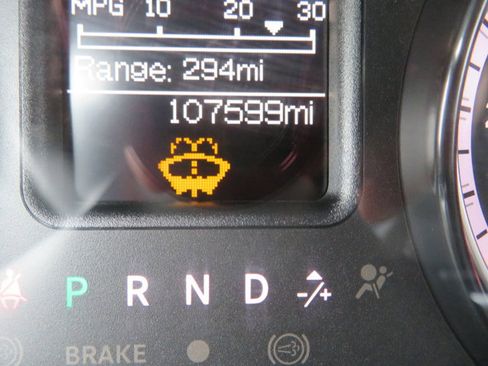 MPG 10 20 30
Range: 294mi
107599mi
P R N D -/+
BRAKE